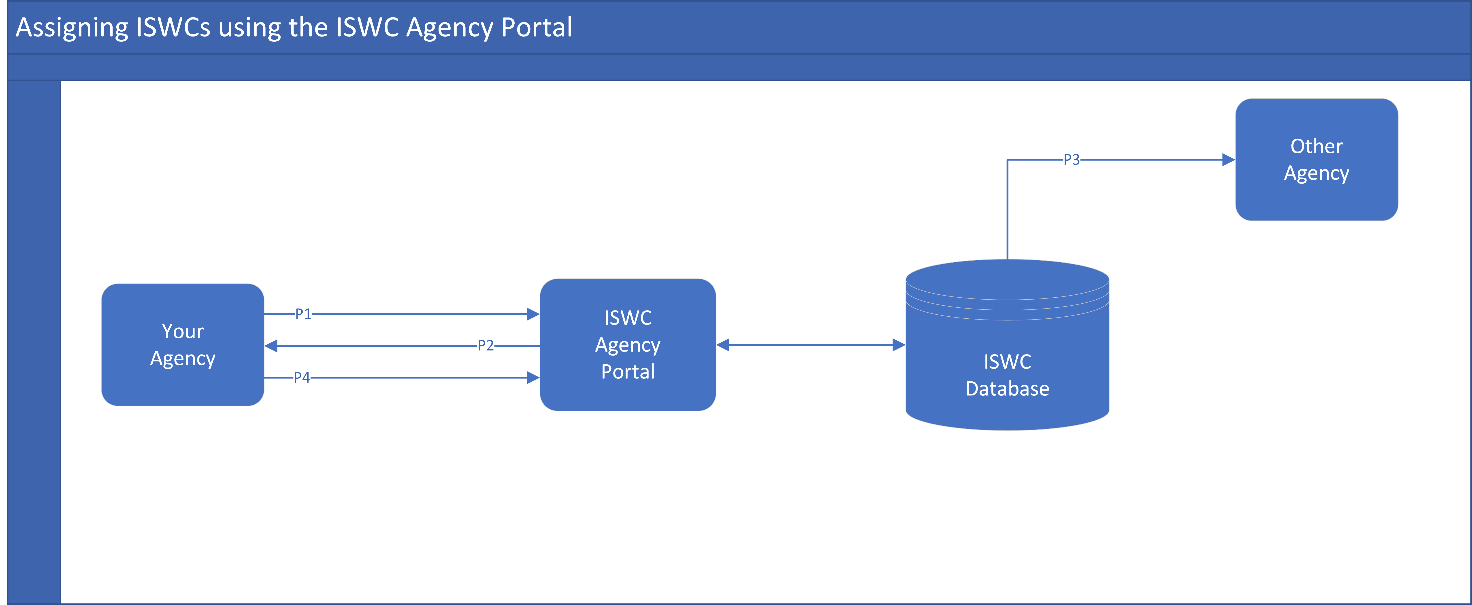 Assigning ISWCs using the ISWC Agency Portal
Other
Agency
P3
Your
Agency
P1
P2
P4
ISWC
Agency
Portal
ISWC
Database